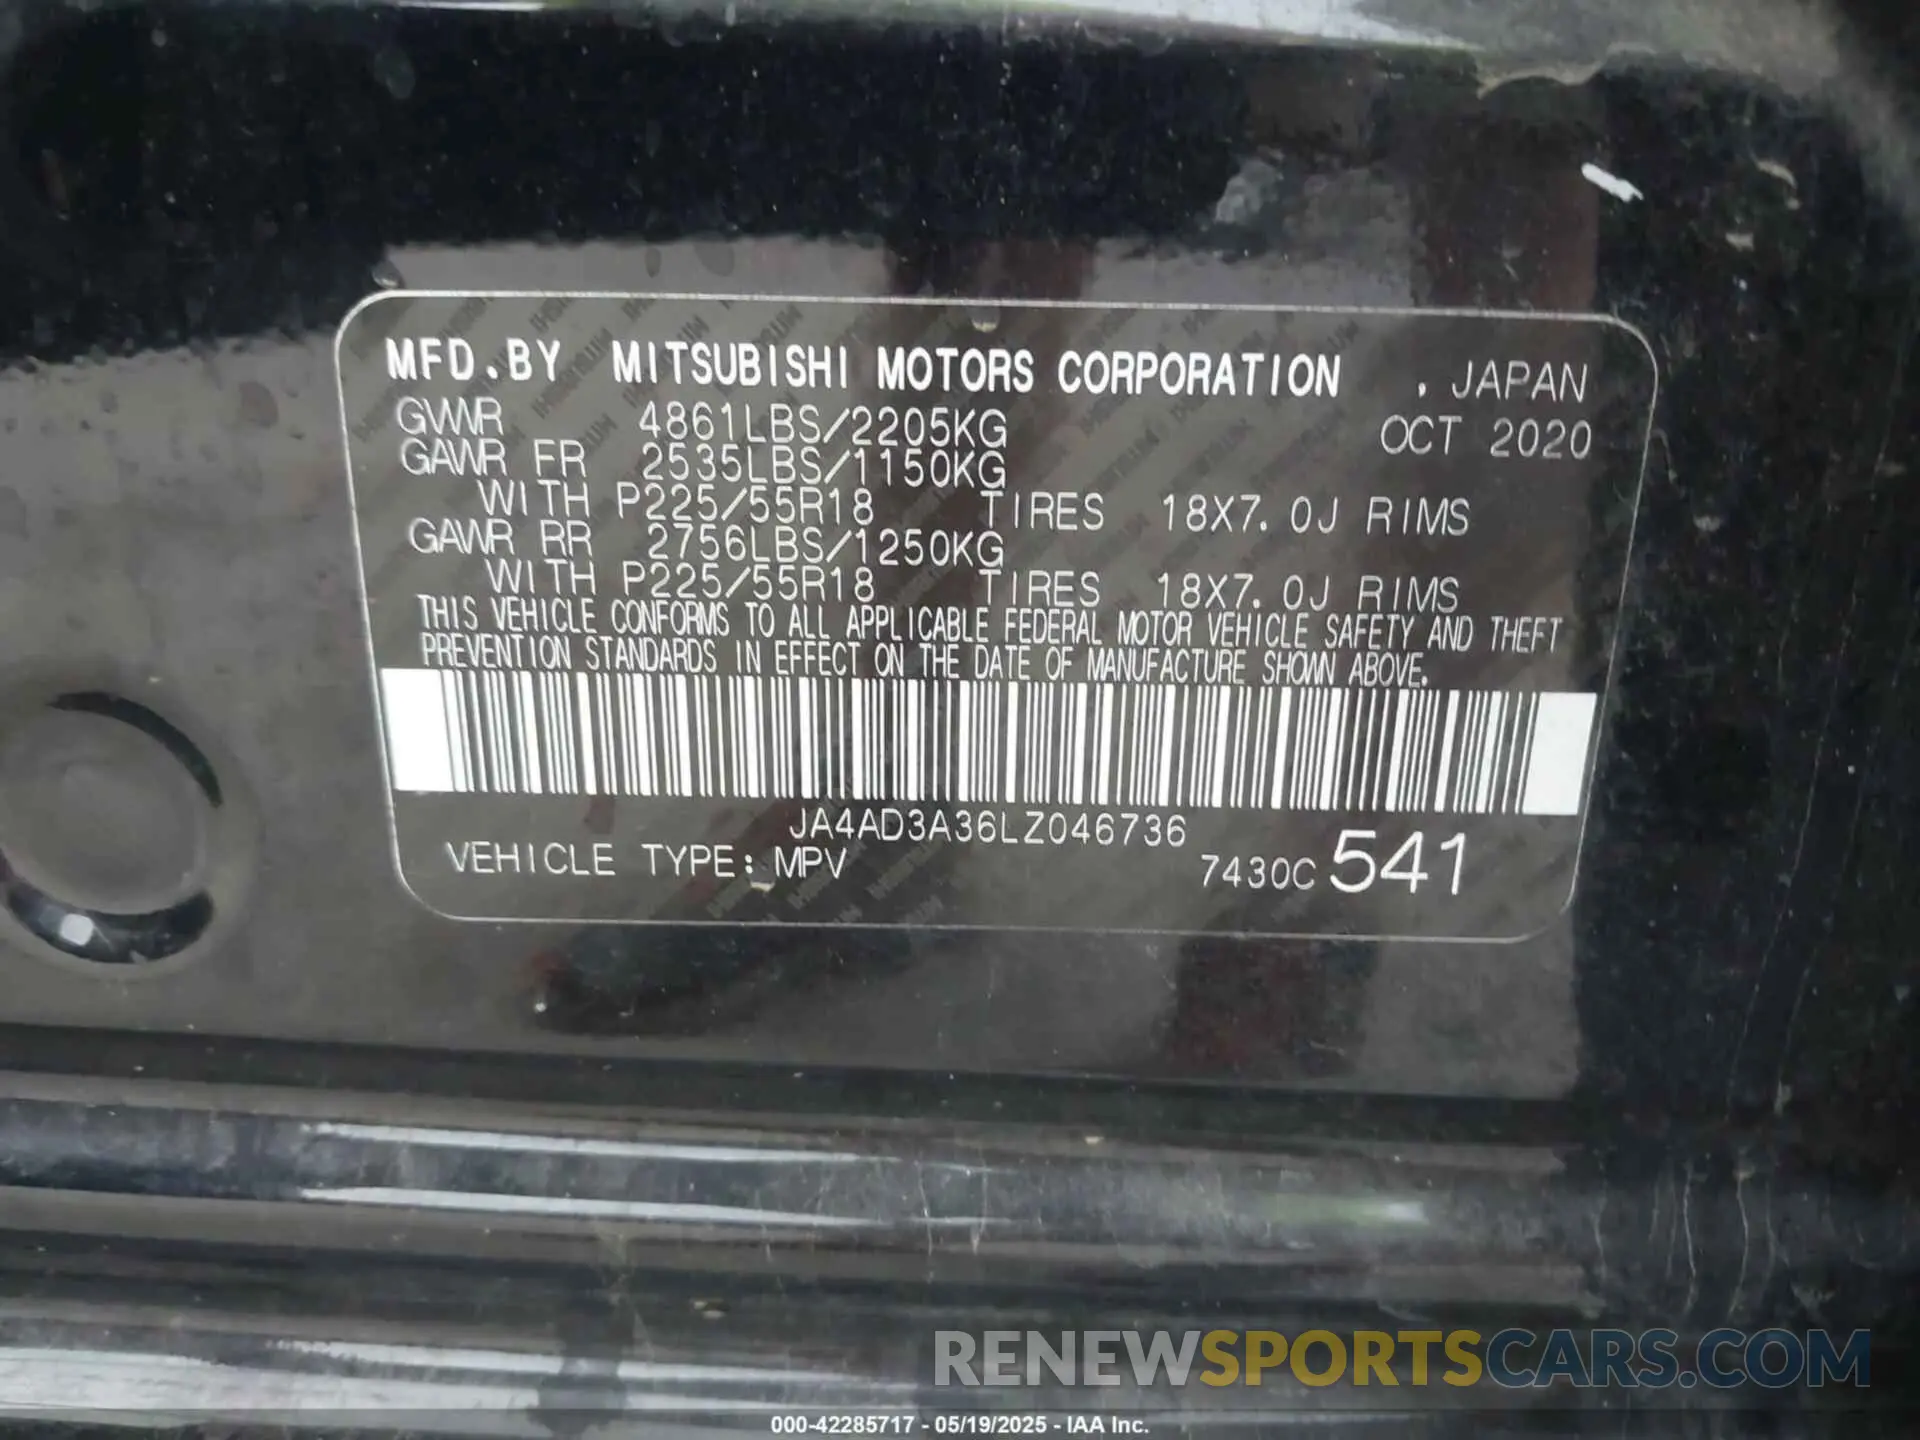 MFD.BY MITSUBISHI MOTORS CORPORATION . JAPAN
GVWR 4861LBS/2205KG OCT 2020
GAWR FR 2535LBS/1150KG
WITH P225/55R18 TIRES 18X7.0J RIMS
GAWR RR 2756LBS/1250KG
WITH P225/55R18 TIRES 18X7.0J RIMS
THIS VEHICLE CONFORMS TO ALL APPLICABLE FEDERAL MOTOR VEHICLE SAFETY AND THEFT
PREVENTION STANDARDS IN EFFECT ON THE DATE OF MANUFACTURE SHOWN ABOVE.
JA4AD3A36LZ046736
VEHICLE TYPE: MPV 7430C 541
RENEWSPORTSCARS.COM
000-42285717 - 05/19/2025 - IAA Inc.